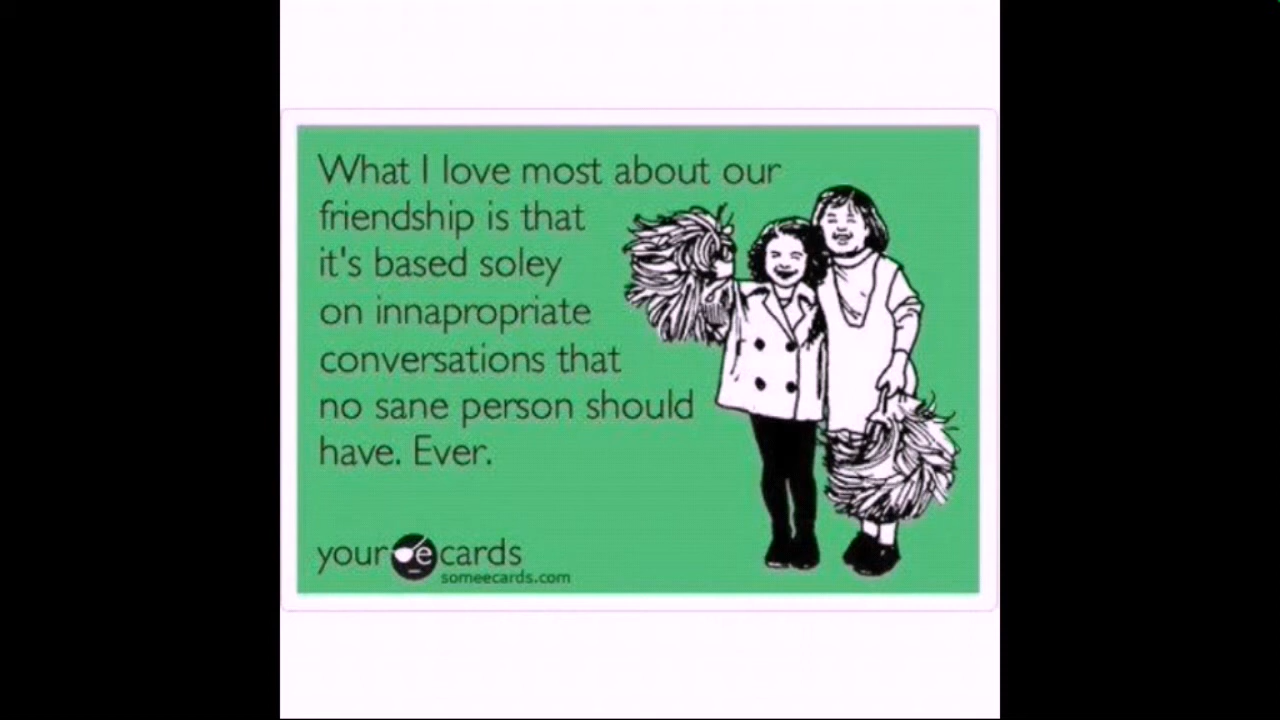 What I love most about our
friendship is that
it's based soley
on innapropriate
conversations that
no sane person should
have. Ever.
your e cards
someecards.com